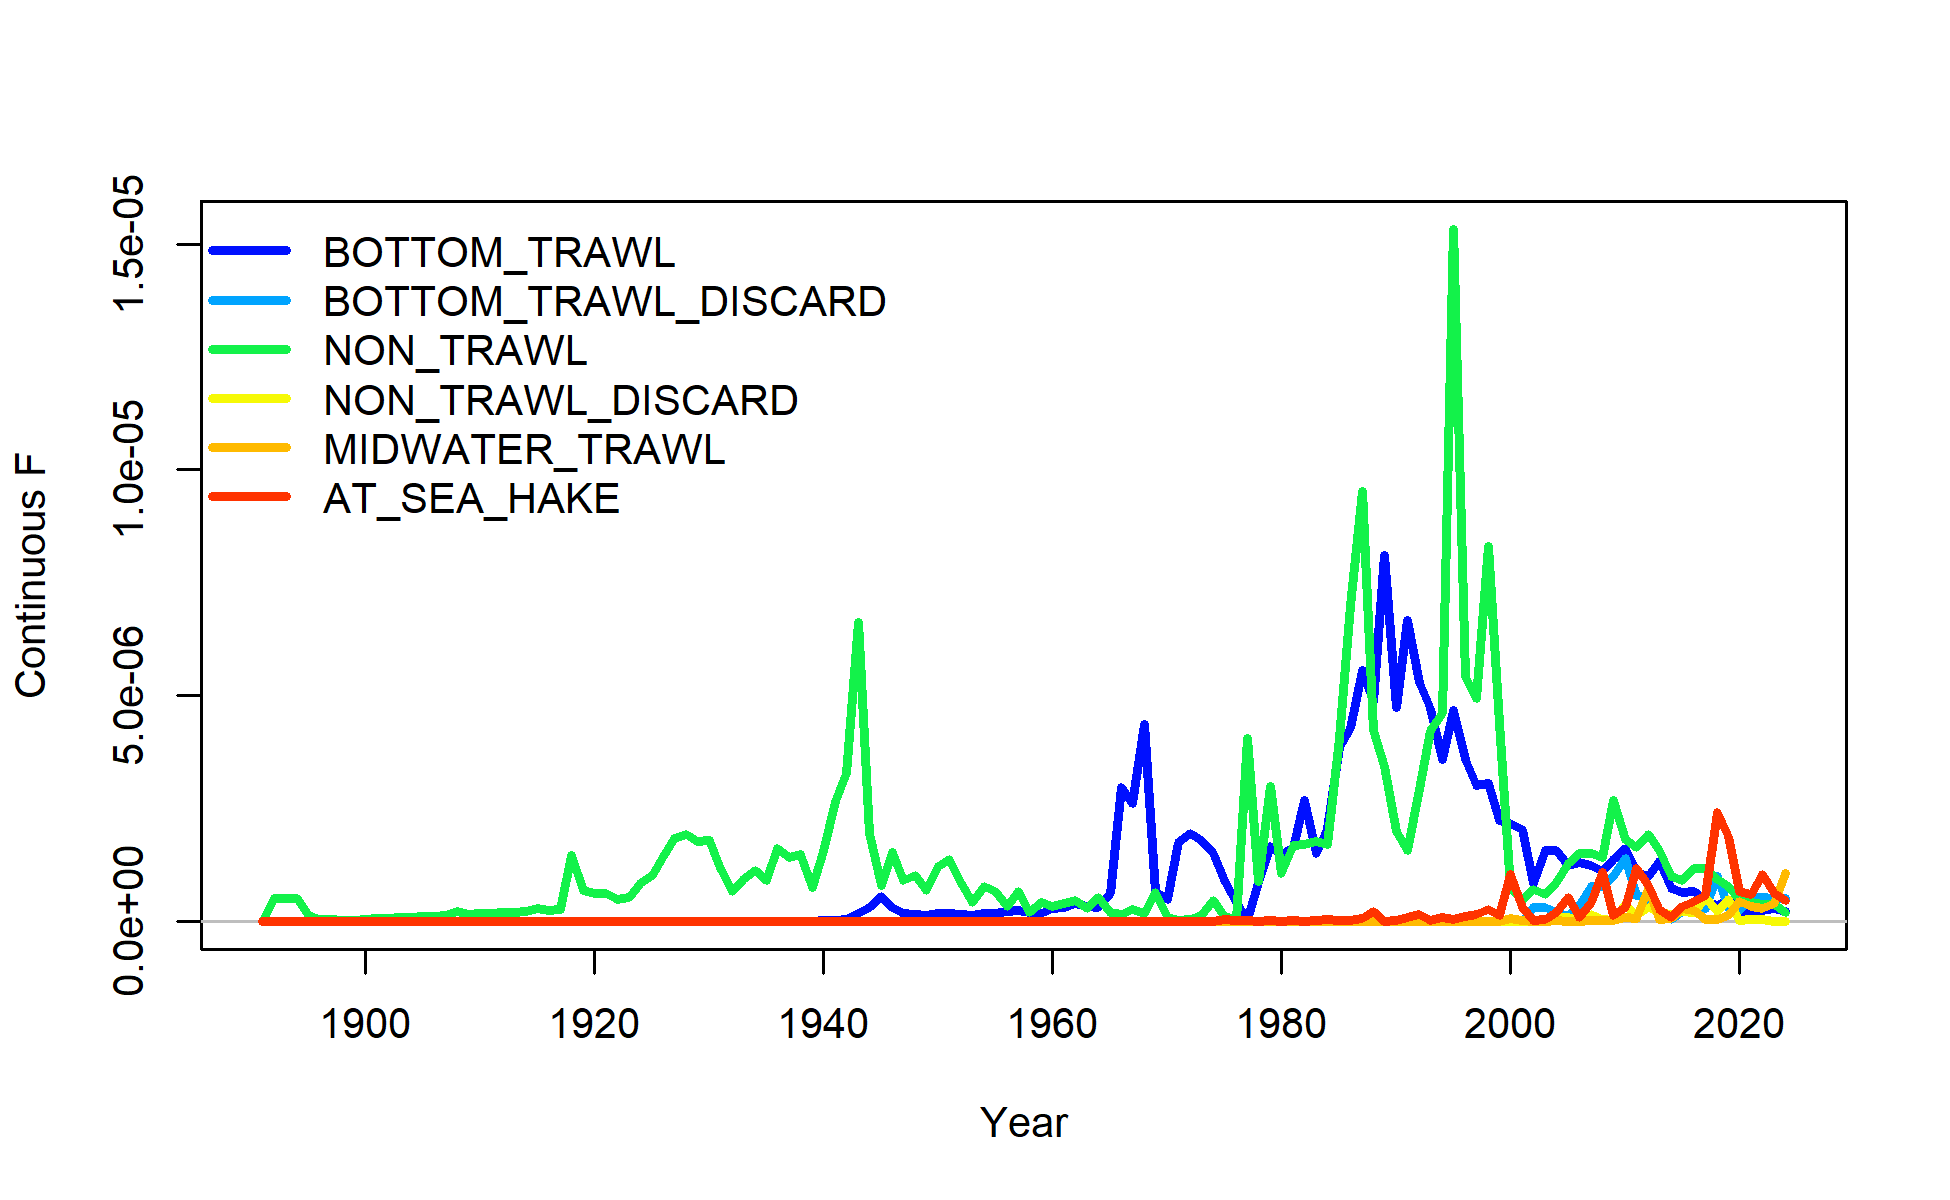 1.5e-05
1.0e-05
5.0e-06
0.0e+00
Continuous F
BOTTOM_TRAWL
BOTTOM_TRAWL_DISCARD
NON_TRAWL
NON_TRAWL_DISCARD
MIDWATER_TRAWL
AT_SEA_HAKE
1900 1920 1940 1960 1980 2000 2020
Year